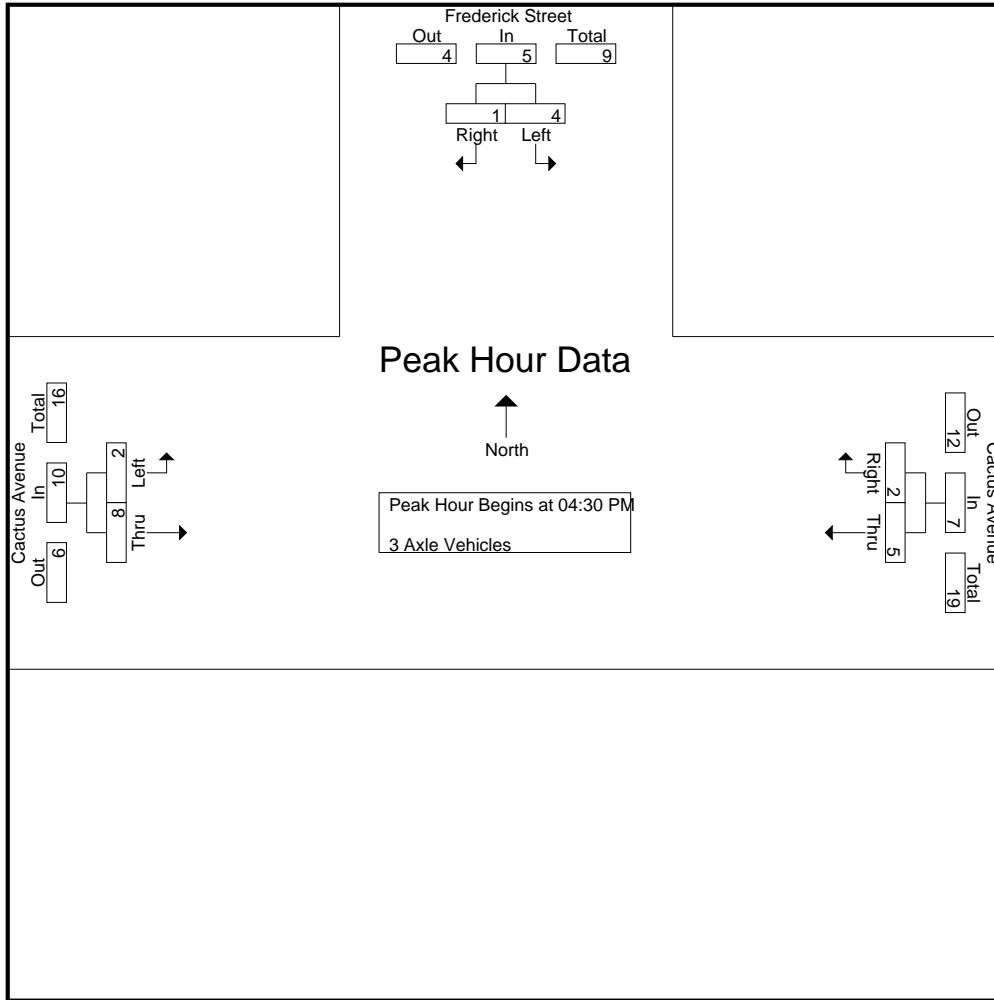 Frederick Street
Out In Total
4 5 9
1 4
Right Left
Peak Hour Data
North
Peak Hour Begins at 04:30 PM
3 Axle Vehicles
Cactus Avenue
Total In Out
16 10 6
2 8
Left Thru
Cactus Avenue
Out In Total
12 7 19
2 5
Right Thru